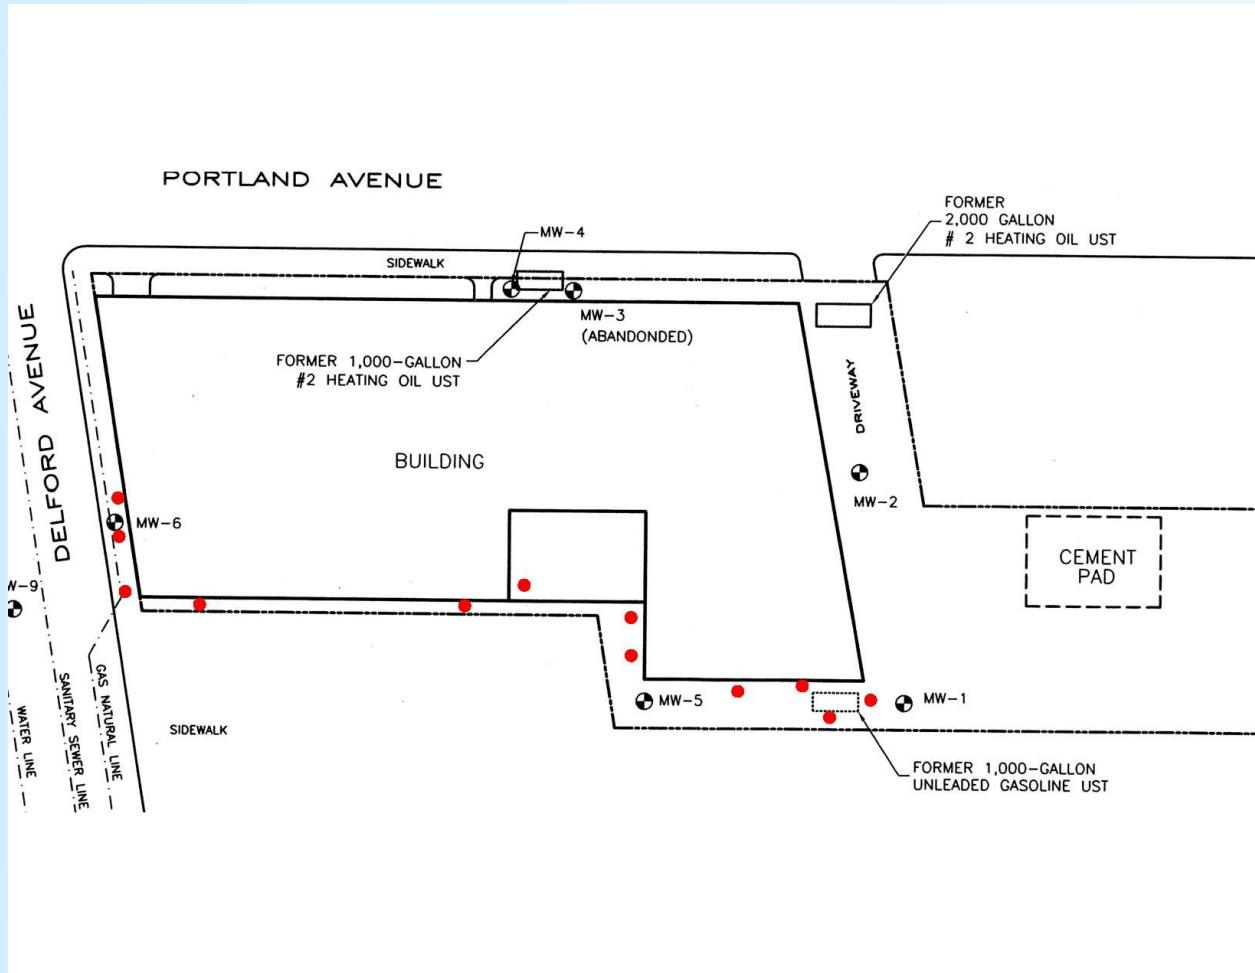 PORTLAND AVENUE
FORMER
2,000 GALLON
# 2 HEATING OIL UST
MW-4
SIDEWALK
MW-3
(ABANDONDED)
FORMER 1,000-GALLON
#2 HEATING OIL UST
DELFORD AVENUE
DRIVEWAY
BUILDING
MW-2
MW-6
CEMENT
PAD
W-9
GAS NATURAL LINE
SANITARY SEWER LINE
WATER LINE
MW-5
MW-1
SIDEWALK
FORMER 1,000-GALLON
UNLEADED GASOLINE UST